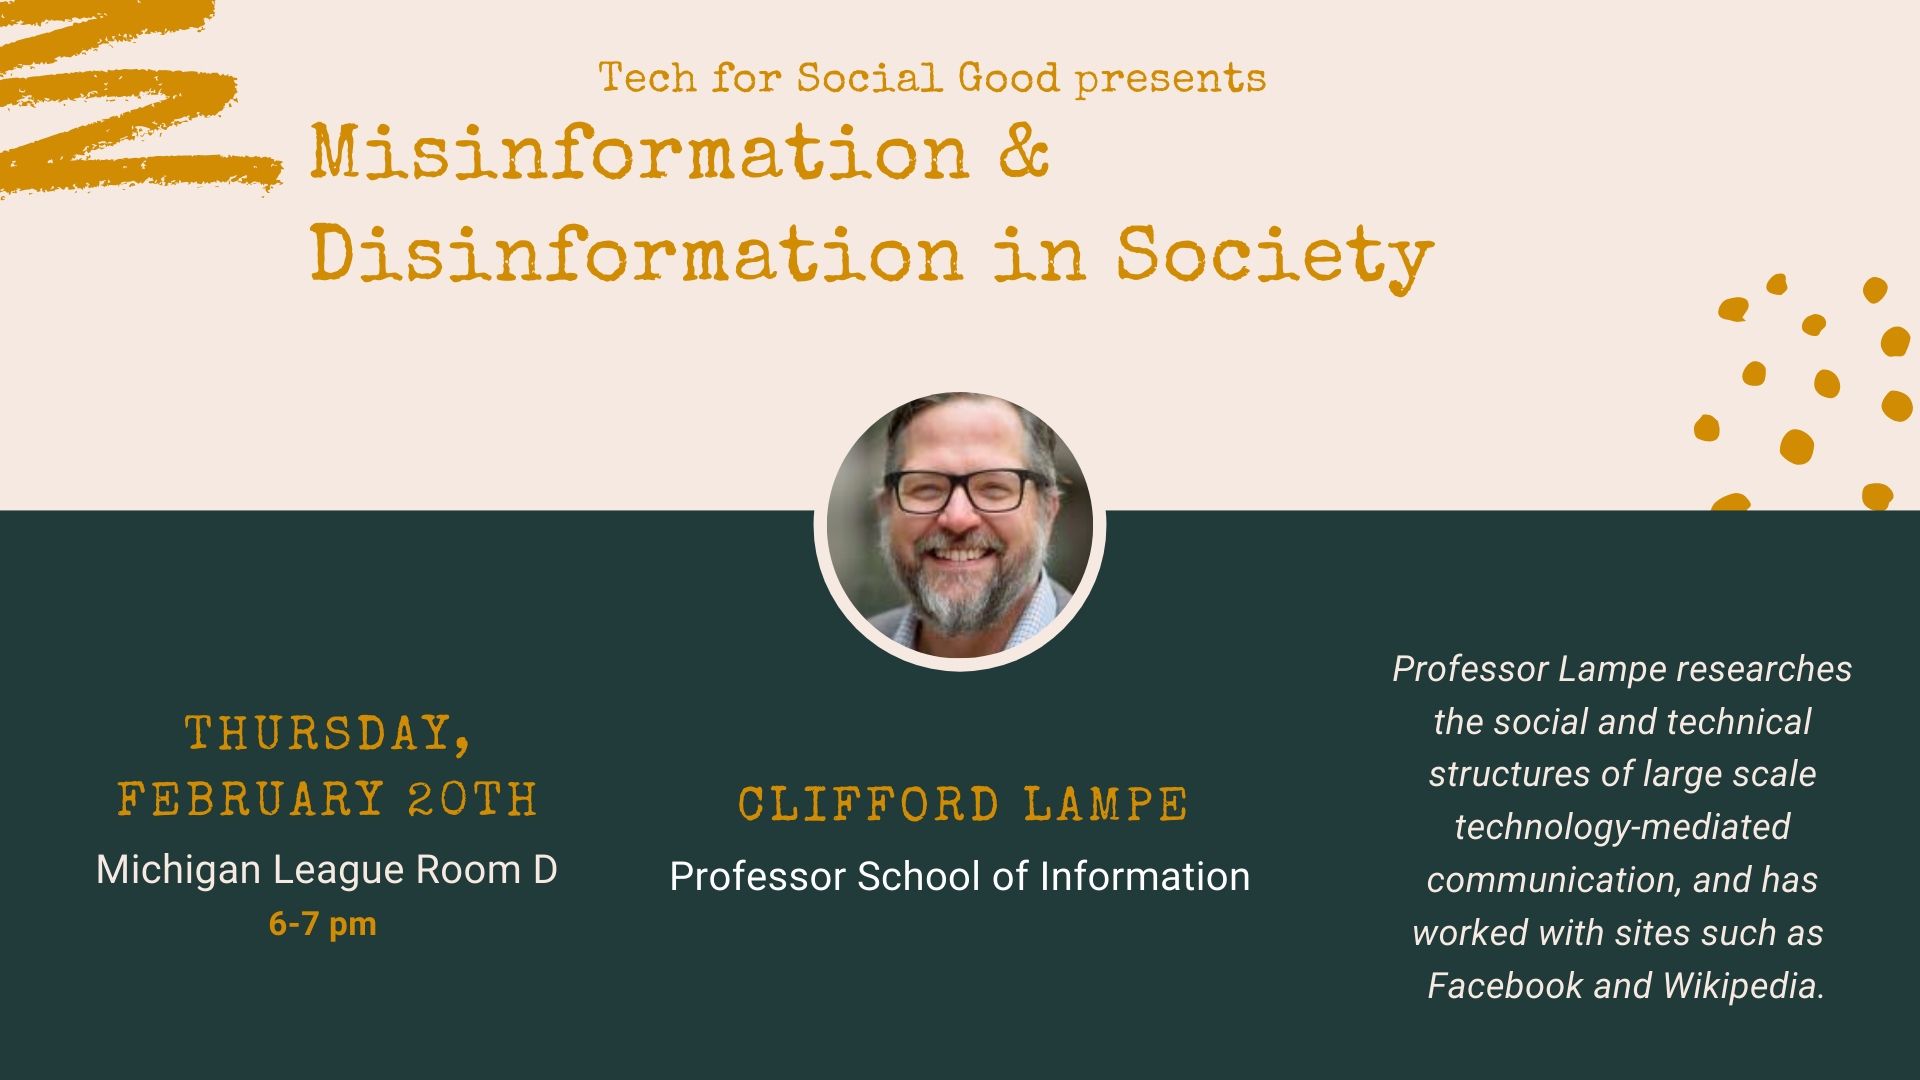 Tech for Social Good presents
Misinformation &
Disinformation in Society
THURSDAY,
FEBRUARY 20TH
Michigan League Room D
6-7 pm
CLIFFORD LAMPE
Professor School of Information
Professor Lampe researches
the social and technical
structures of large scale
technology-mediated
communication, and has
worked with sites such as
Facebook and Wikipedia.